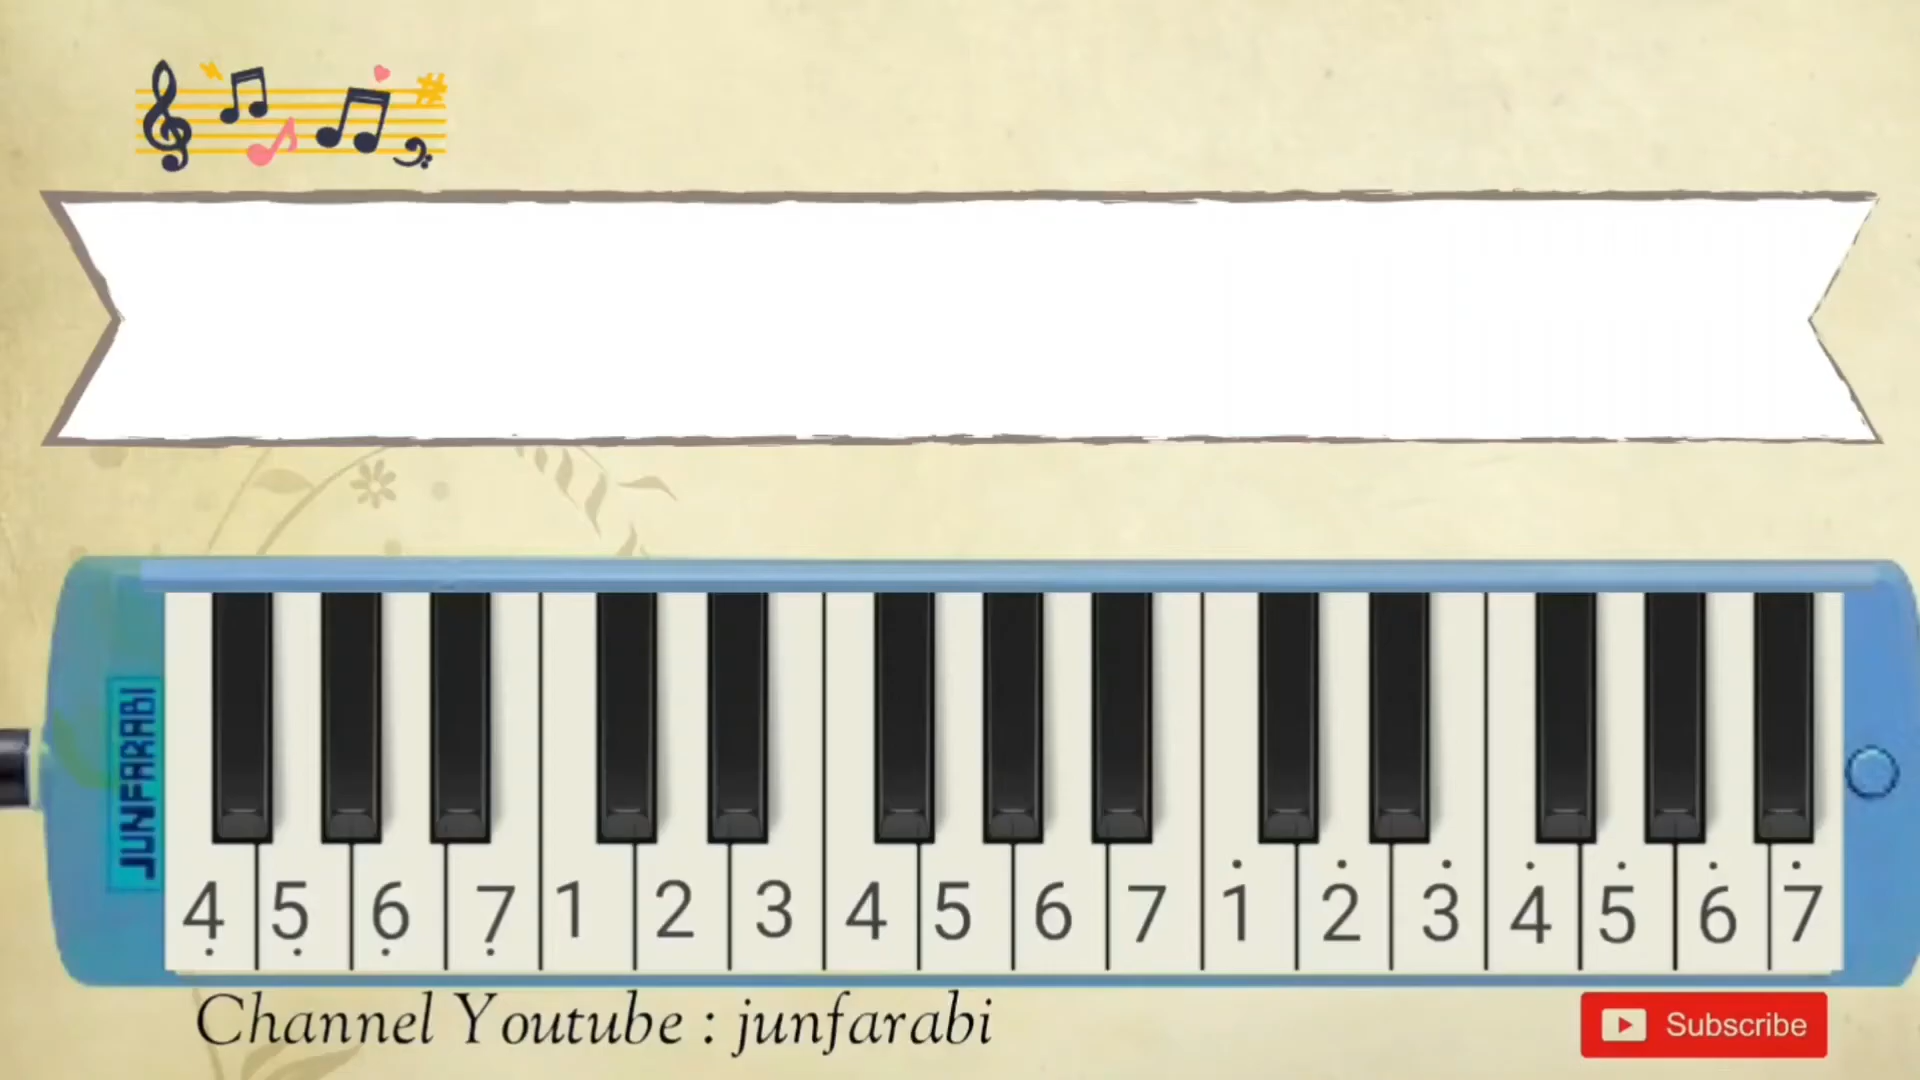 JUNFARABI
4̣ 5̣ 6̣ 7̣ 1 2 3 4 5 6 7 1̇ 2̇ 3̇ 4̇ 5̇ 6̇ 7̇
Channel Youtube : junfarabi
Subscribe